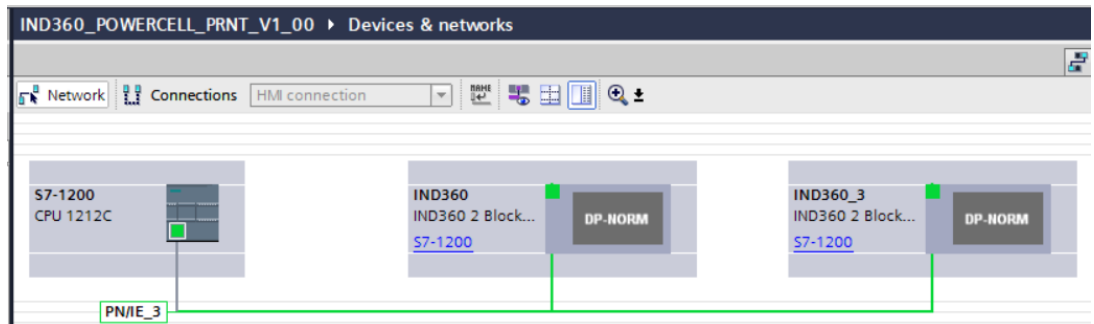 IND360_POWERCELL_PRNT_V1_00 ▸ Devices & networks
Network Connections HMI connection
NAME
S7-1200
CPU 1212C
IND360
IND360 2 Block...
S7-1200
DP-NORM
IND360_3
IND360 2 Block...
S7-1200
DP-NORM
PN/IE_3